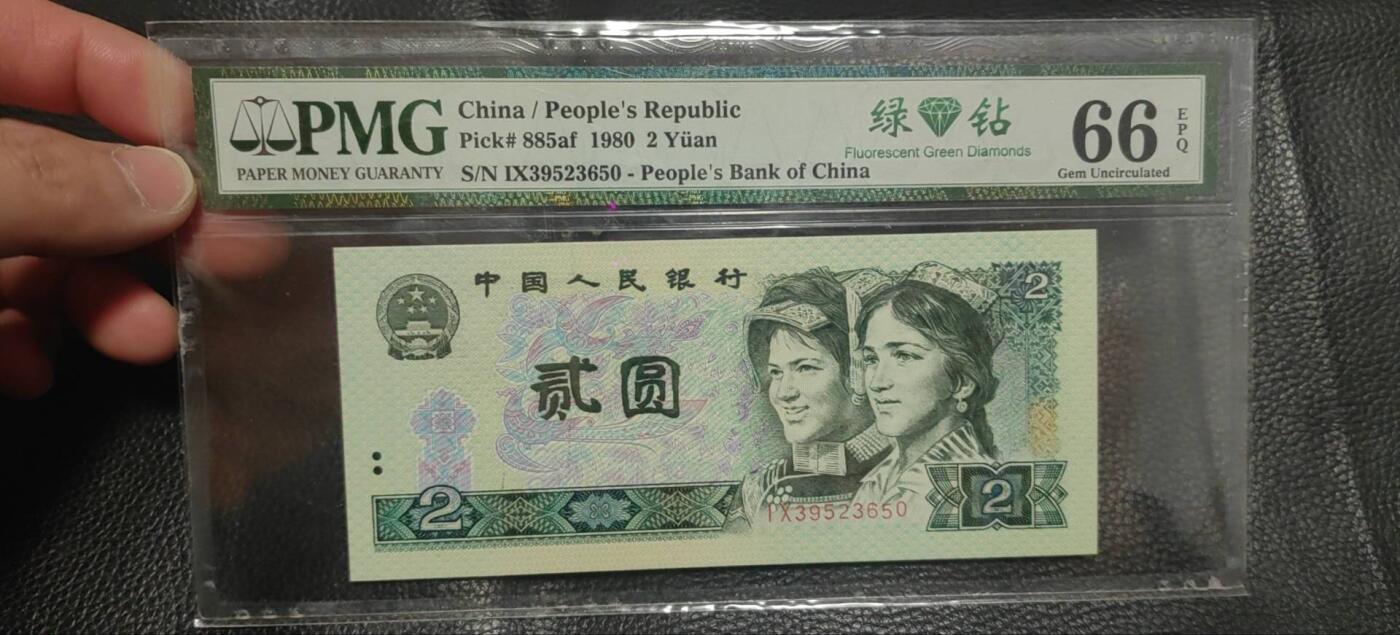 PMG
PAPER MONEY GUARANTY
China / People's Republic
Pick# 885af 1980 2 Yüan
S/N IX39523650 - People's Bank of China
绿 钻
Fluorescent Green Diamonds
66
EPQ
Gem Uncirculated
中国人民银行
2
贰圆
2
IX39523650
2